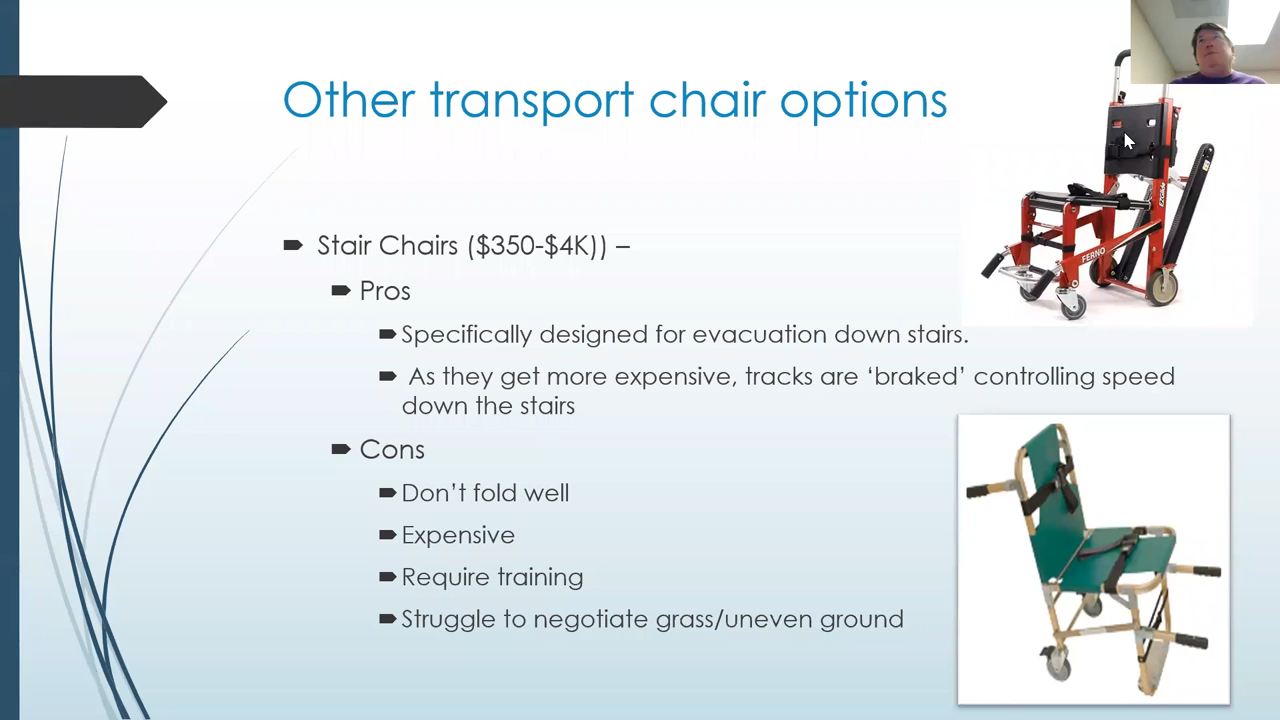 Other transport chair options
Stair Chairs ($350-$4K)) –
Pros
Specifically designed for evacuation down stairs.
As they get more expensive, tracks are ‘braked’ controlling speed
down the stairs
Cons
Don’t fold well
Expensive
Require training
Struggle to negotiate grass/uneven ground
FERNO